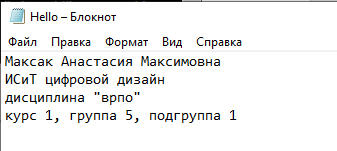 Hello – Блокнот
Файл Правка Формат Вид Справка
Максак Анастасия Максимовна
ИСиТ цифровой дизайн
дисциплина "врпо"
курс 1, группа 5, подгруппа 1